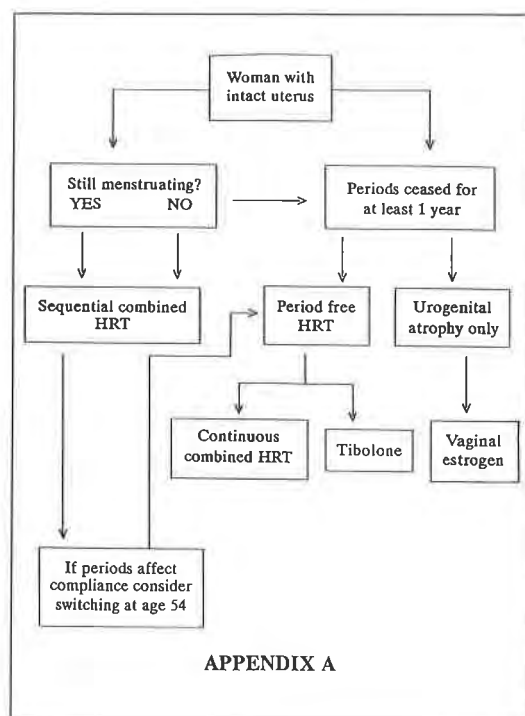 Woman with
intact uterus
Still menstruating?
YES NO
Periods ceased for
at least 1 year
Sequential combined
HRT
Period free
HRT
Urogenital
atrophy only
Continuous
combined HRT
Tibolone
Vaginal
estrogen
If periods affect
compliance consider
switching at age 54
APPENDIX A